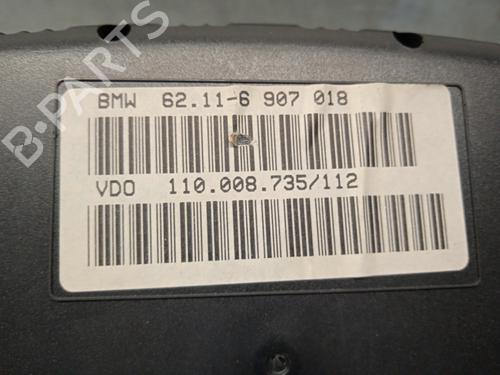 B-PARTS
BMW 62.11-6 907 018
VDO 110.008.735/112